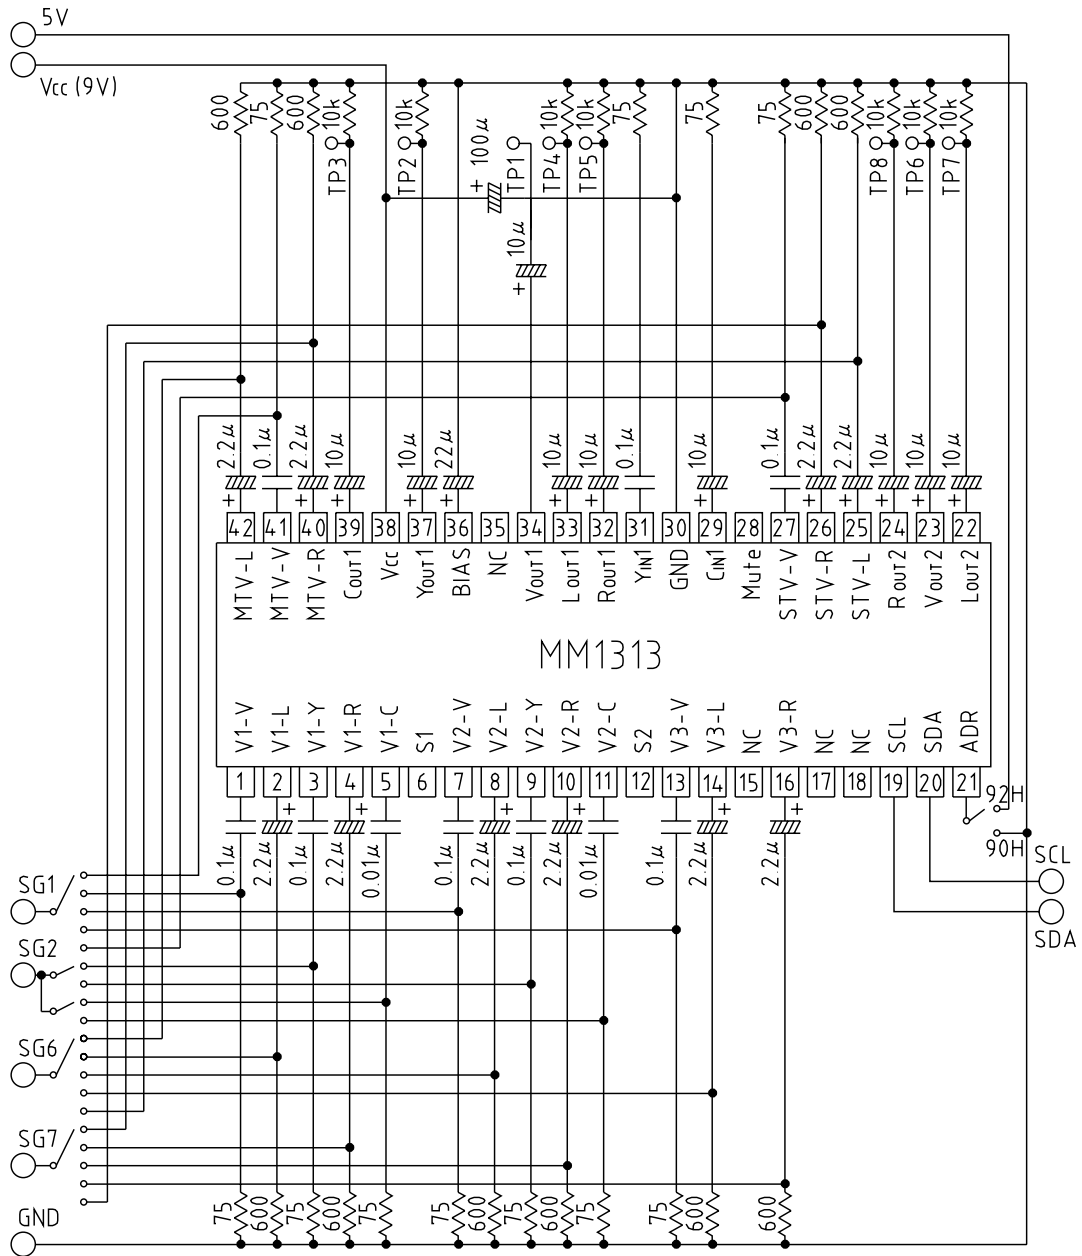 5V
Vcc (9V)
600
75
600
10k
10k
100μ
10k
75
75
75
600
600
10k
10k
10k
TP3
TP2
+
TP1
TP4
TP5
TP8
TP6
TP7
10μ
+
2.2μ
0.1μ
2.2μ
10μ
10μ
22μ
10μ
10μ
0.1μ
10μ
0.1μ
2.2μ
2.2μ
10μ
10μ
10μ
+ + + + + + + + + + + + +
42 41 40 39 38 37 36 35 34 33 32 31 30 29 28 27 26 25 24 23 22
MTV-L
MTV-V
MTV-R
COUT1
VCC
YOUT1
BIAS
NC
VOUT1
LOUT1
ROUT1
YIN1
GND
CIN1
Mute
STV-V
STV-R
STV-L
ROUT2
VOUT2
LOUT2
MM1313
V1-V
V1-L
V1-Y
V1-R
V1-C
S1
V2-V
V2-L
V2-Y
V2-R
V2-C
S2
V3-V
V3-L
NC
V3-R
NC
NC
SCL
SDA
ADR
1 2 3 4 5 6 7 8 9 10 11 12 13 14 15 16 17 18 19 20 21
+ + + + + +
92H
90H
0.1μ
2.2μ
0.1μ
2.2μ
0.01μ
0.1μ
2.2μ
0.1μ
2.2μ
0.01μ
0.1μ
2.2μ
2.2μ
SCL
SDA
SG1
SG2
SG6
SG7
GND
75
600
75
600
75
75
600
75
600
75
75
600
600